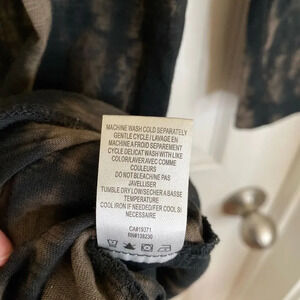 MACHINE WASH COLD SEPARATELY
GENTLE CYCLE/LAVAGE EN
MACHINE A FROID SEPAREMENT
CYCLE DELICAT WASH WITH LIKE
COLOR/LAVER AVEC COMME
COULEURS
DO NOT BLEACH/NE PAS
JAVELLISER
TUMBLE DRY LOW/SECHER A BASSE
TEMPERATURE
COOL IRON IF NEEDED/FER COOL SI
NECESSAIRE
CA#19371
RN#138230